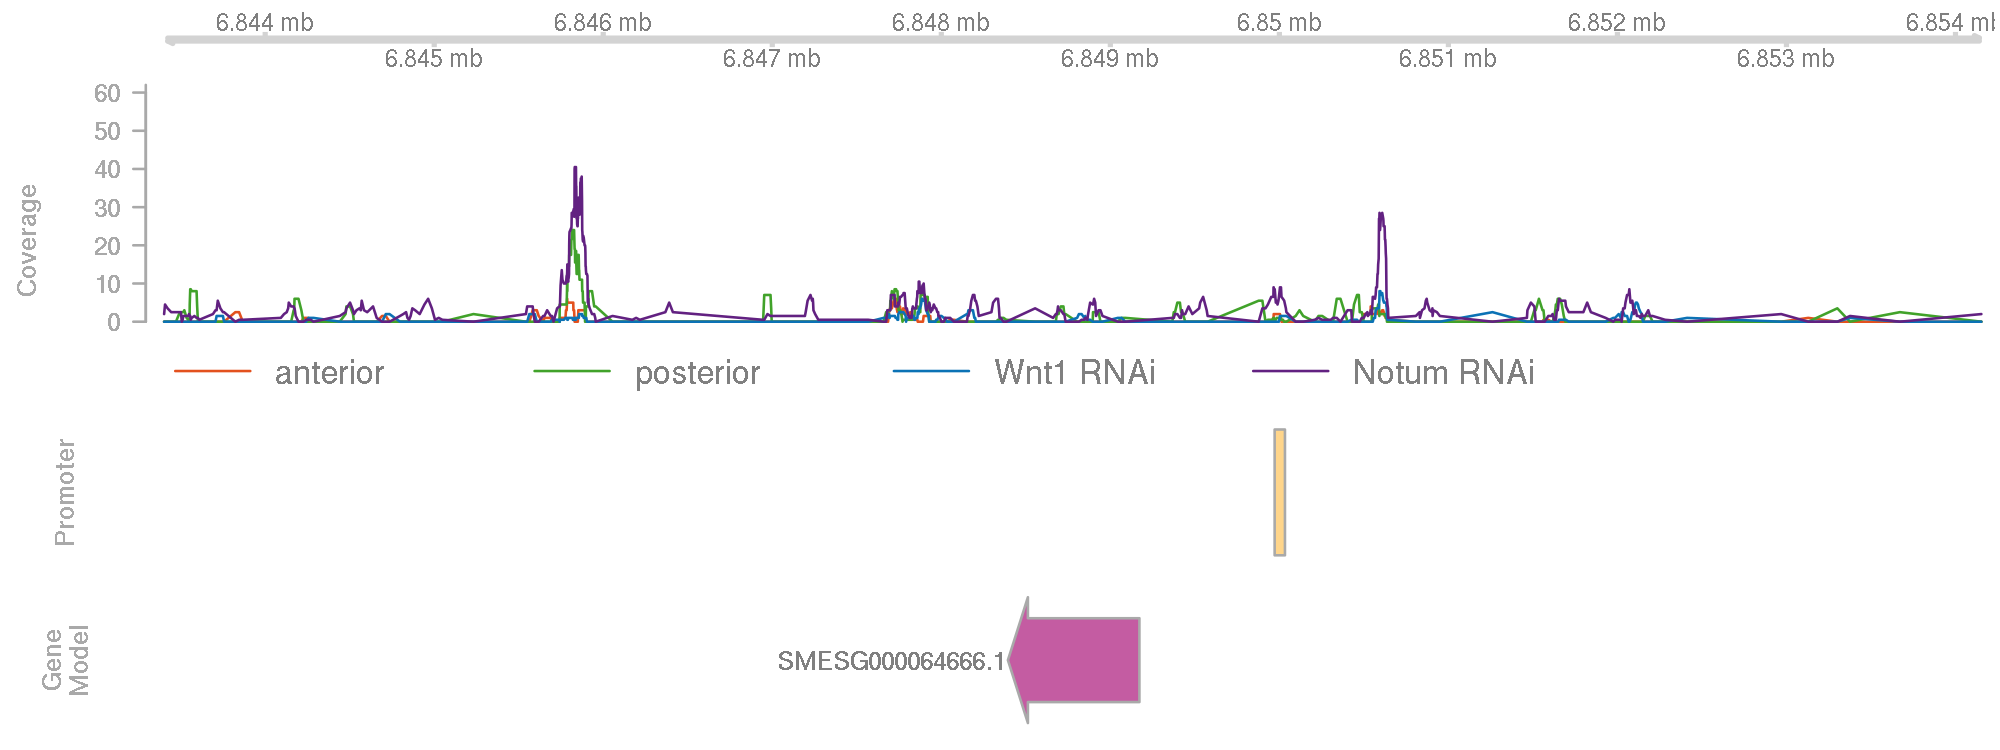 6.844 mb 6.846 mb 6.848 mb 6.85 mb 6.852 mb 6.854 mb
6.845 mb 6.847 mb 6.849 mb 6.851 mb 6.853 mb
60
50
40
30
20
10
0
Coverage
anterior posterior Wnt1 RNAi Notum RNAi
Promoter
Gene
Model
SMESG000064666.1